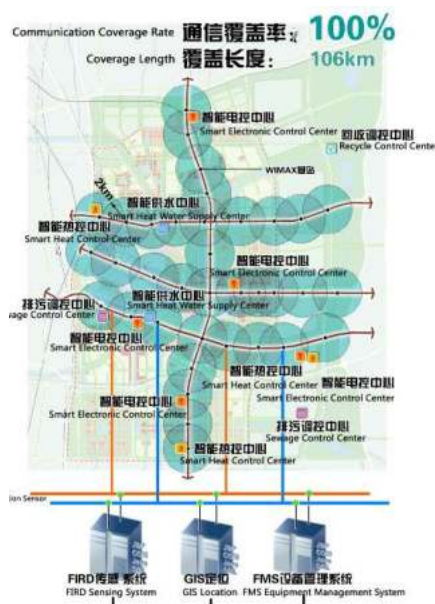 Communication Coverage Rate 通信覆盖率: 100%
Coverage Length 覆盖长度: 106km
智能电控中心
Smart Electronic Control Center
回收调控中心
Recycle Control Cente
WIMAX基站
2km
智能供水中心
Smart Heat Water Supply Center
智能热控中心
Smart Heat Control Center
智能电控中心
Smart Electronic Control Center
智能供水中心
Smart Heat Water Supply Center
排污调控中心
wage Control Center
智能电控中心
Smart Electronic Control Center
智能热控中心
Smart Heat Control Center
智能电控中心
Smart Electronic Control Center
智能电控中心
Smart Electronic Control Center
排污调控中心
Sewage Control Center
智能热控中心
Smart Heat Control Center
ion Sensor
FIRD传感 系统
FIRD Sensing System
GIS定位
GIS Location
FMS设备管理系统
FMS Equipment Management System